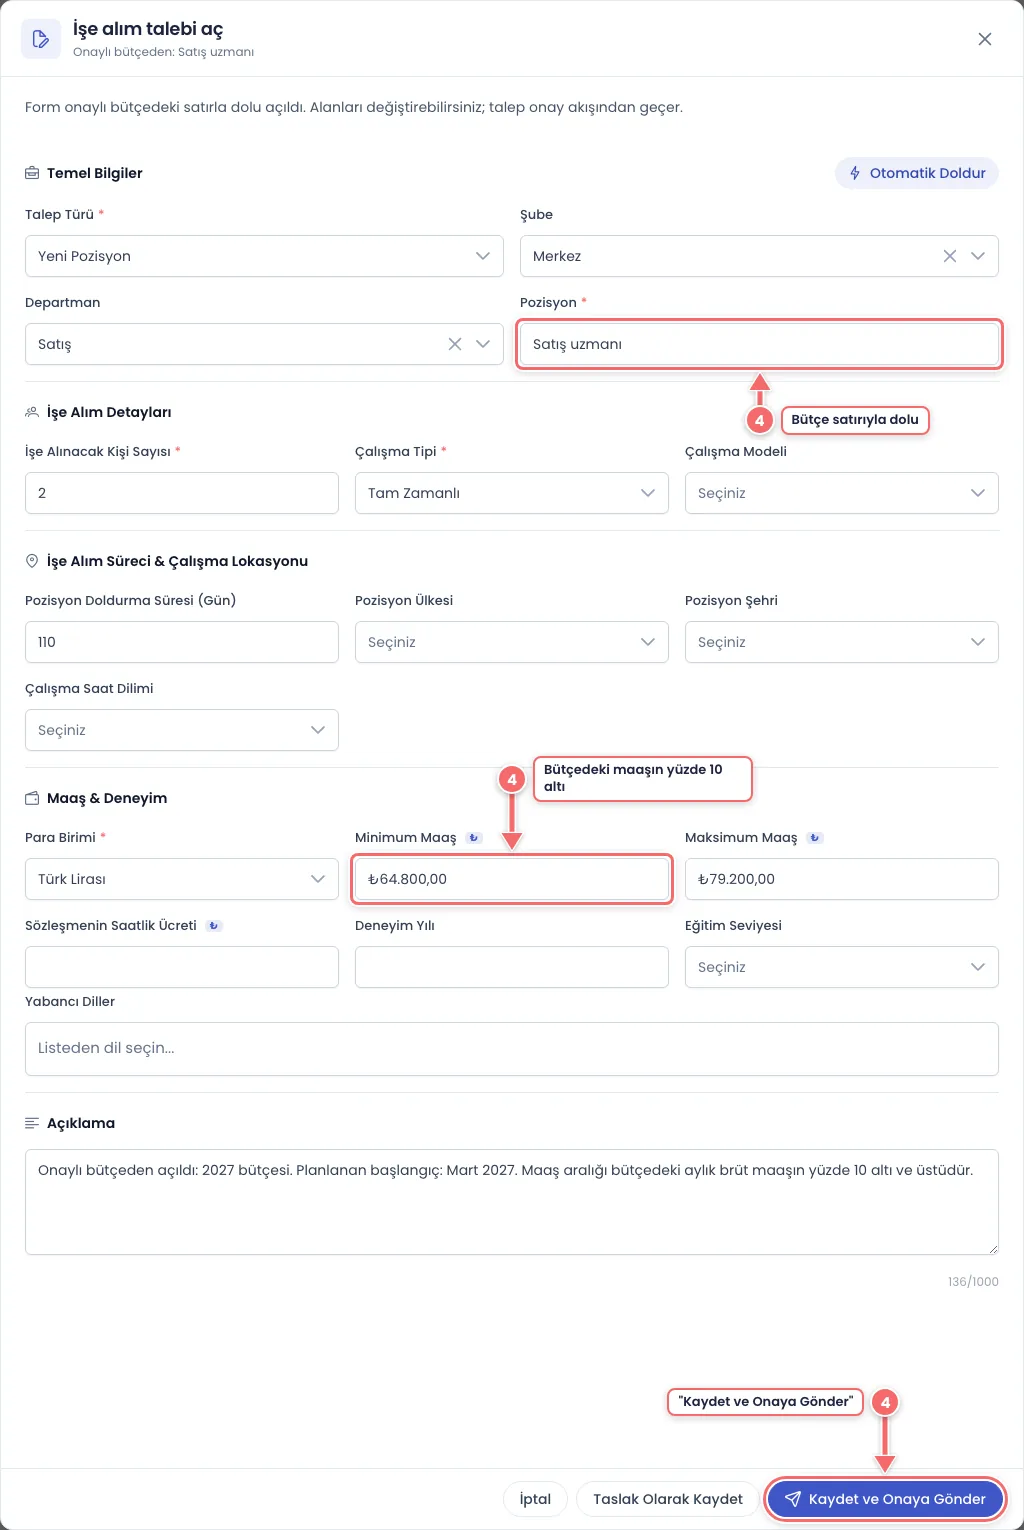 İşe alım talebi aç
Onaylı bütçeden: Satış uzmanı
Form onaylı bütçedeki satırla dolu açıldı. Alanları değiştirebilirsiniz; talep onay akışından geçer.
Temel Bilgiler
Otomatik Doldur
Talep Türü *
Şube
Yeni Pozisyon
Merkez
Departman
Pozisyon *
Satış
Satış uzmanı
İşe Alım Detayları
4
Bütçe satırıyla dolu
İşe Alınacak Kişi Sayısı *
Çalışma Tipi *
Çalışma Modeli
2
Tam Zamanlı
Seçiniz
İşe Alım Süreci & Çalışma Lokasyonu
Pozisyon Doldurma Süresi (Gün)
Pozisyon Ülkesi
Pozisyon Şehri
110
Seçiniz
Seçiniz
Çalışma Saat Dilimi
Seçiniz
4
Bütçedeki maaşın yüzde 10
altı
Maaş & Deneyim
Para Birimi *
Minimum Maaş ₺
Maksimum Maaş ₺
Türk Lirası
₺64.800,00
₺79.200,00
Sözleşmenin Saatlik Ücreti ₺
Deneyim Yılı
Eğitim Seviyesi
Seçiniz
Yabancı Diller
Listeden dil seçin...
Açıklama
Onaylı bütçeden açıldı: 2027 bütçesi. Planlanan başlangıç: Mart 2027. Maaş aralığı bütçedeki aylık brüt maaşın yüzde 10 altı ve üstüdür.
136/1000
"Kaydet ve Onaya Gönder"
4
İptal
Taslak Olarak Kaydet
Kaydet ve Onaya Gönder